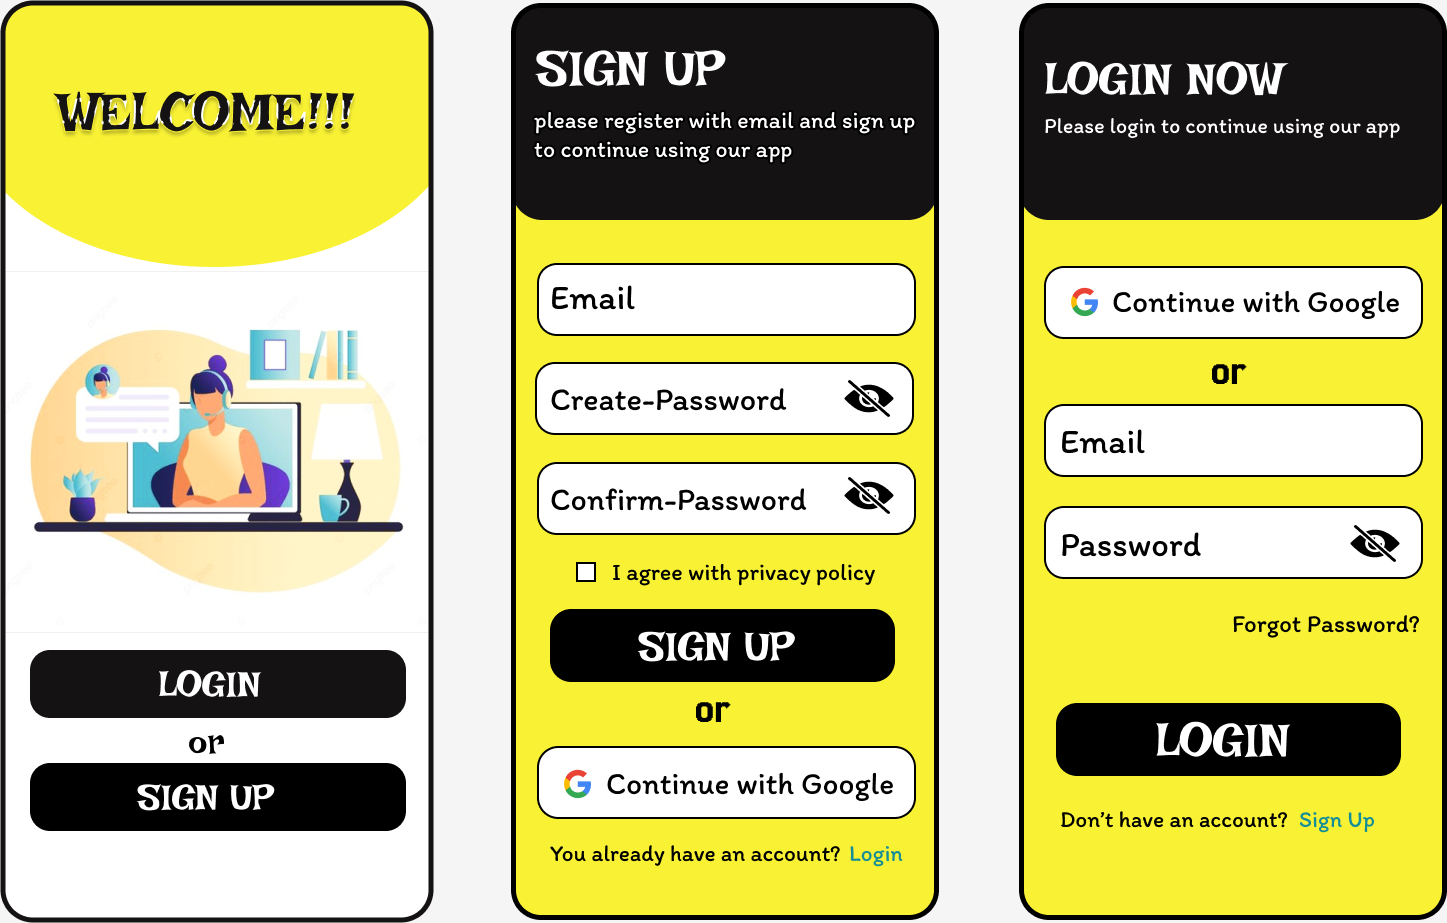 WELCOME!!!
LOGIN
or
SIGN UP
SIGN UP
please register with email and sign up
to continue using our app
Email
Create-Password
Confirm-Password
I agree with privacy policy
SIGN UP
or
Continue with Google
You already have an account? Login
LOGIN NOW
Please login to continue using our app
Continue with Google
or
Email
Password
Forgot Password?
LOGIN
Don't have an account? Sign Up